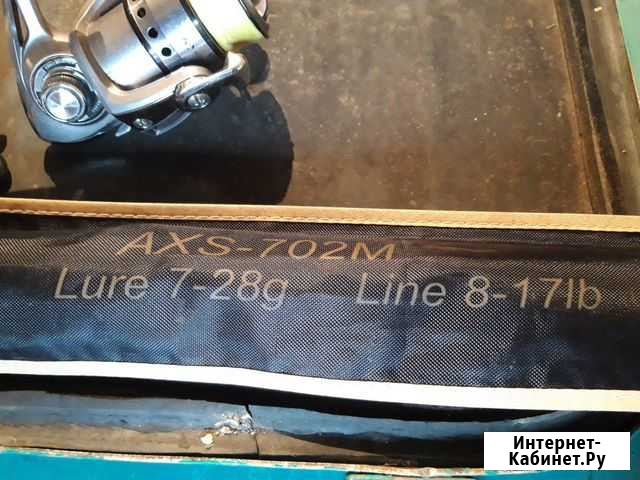 AXS-702M
Lure 7-28g Line 8-17lb
Интернет-
Кабинет.Ру